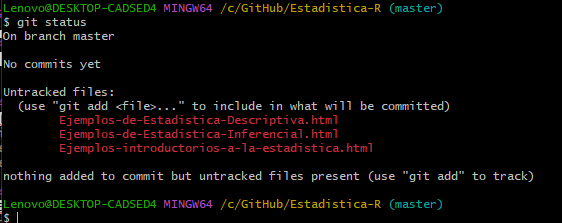 Lenovo@DESKTOP-CADSED4 MINGW64 /c/GitHub/Estadistica-R (master)
$ git status
On branch master

No commits yet

Untracked files:
  (use "git add <file>..." to include in what will be committed)
        Ejemplos-de-Estadistica-Descriptiva.html
        Ejemplos-de-Estadistica-Inferencial.html
        Ejemplos-introductorios-a-la-estadistica.html

nothing added to commit but untracked files present (use "git add" to track)

Lenovo@DESKTOP-CADSED4 MINGW64 /c/GitHub/Estadistica-R (master)
$